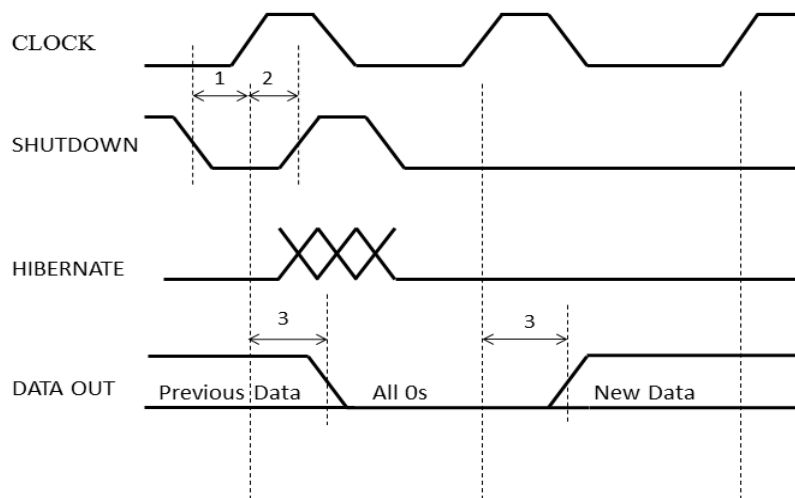 CLOCK
1 2
SHUTDOWN
HIBERNATE
3 3
DATA OUT Previous Data All 0s New Data